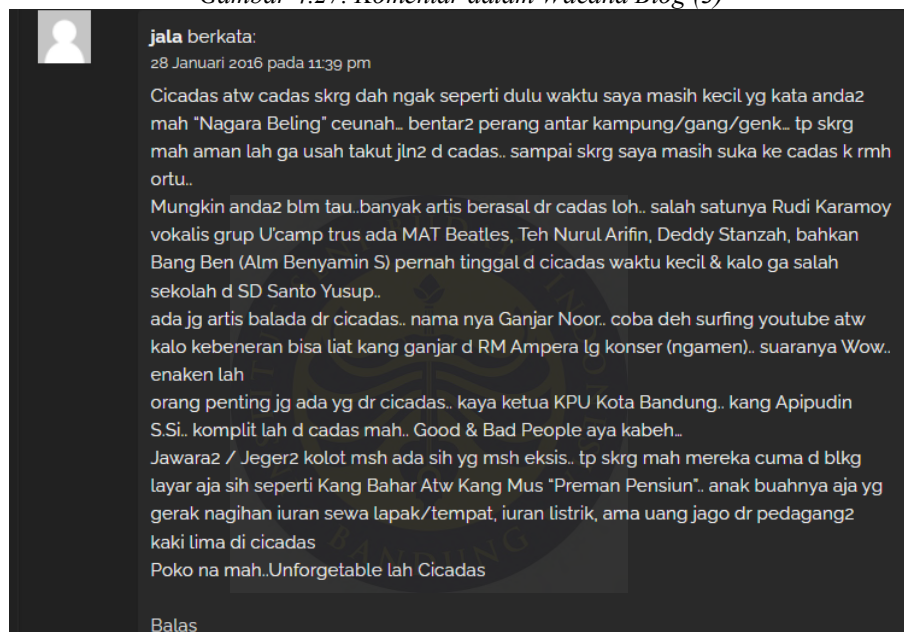 Gambar 4.27. Komentar dalam Wacana Blog (3)
jala berkata:
28 Januari 2016 pada 11:39 pm
Cicadas atw cadas skrg dah ngak seperti dulu waktu saya masih kecil yg kata anda2
mah “Nagara Beling” ceunah… bentar2 perang antar kampung/gang/genk… tp skrg
mah aman lah ga usah takut jln2 d cadas.. sampai skrg saya masih suka ke cadas k rmh
ortu..
Mungkin anda2 blm tau..banyak artis berasal dr cadas loh.. salah satunya Rudi Karamoy
vokalis grup U’camp trus ada MAT Beatles, Teh Nurul Arifin, Deddy Stanzah, bahkan
Bang Ben (Alm Benyamin S) pernah tinggal d cicadas waktu kecil & kalo ga salah
sekolah d SD Santo Yusup..
ada jg artis balada dr cicadas.. nama nya Ganjar Noor.. coba deh surfing youtube atw
kalo kebeneran bisa liat kang ganjar d RM Ampera lg konser (ngamen).. suaranya Wow..
enaken lah
orang penting jg ada yg dr cicadas.. kaya ketua KPU Kota Bandung.. kang Apipudin
S.Si.. komplit lah d cadas mah.. Good & Bad People aya kabeh…
Jawara2 / Jeger2 kolot msh ada sih yg msh eksis.. tp skrg mah mereka cuma d blkg
layar aja sih seperti Kang Bahar Atw Kang Mus “Preman Pensiun”.. anak buahnya aja yg
gerak nagihan iuran sewa lapak/tempat, iuran listrik, ama uang jago dr pedagang2
kaki lima di cicadas
Poko na mah..Unforgetable lah Cicadas
Balas
BANDUNG